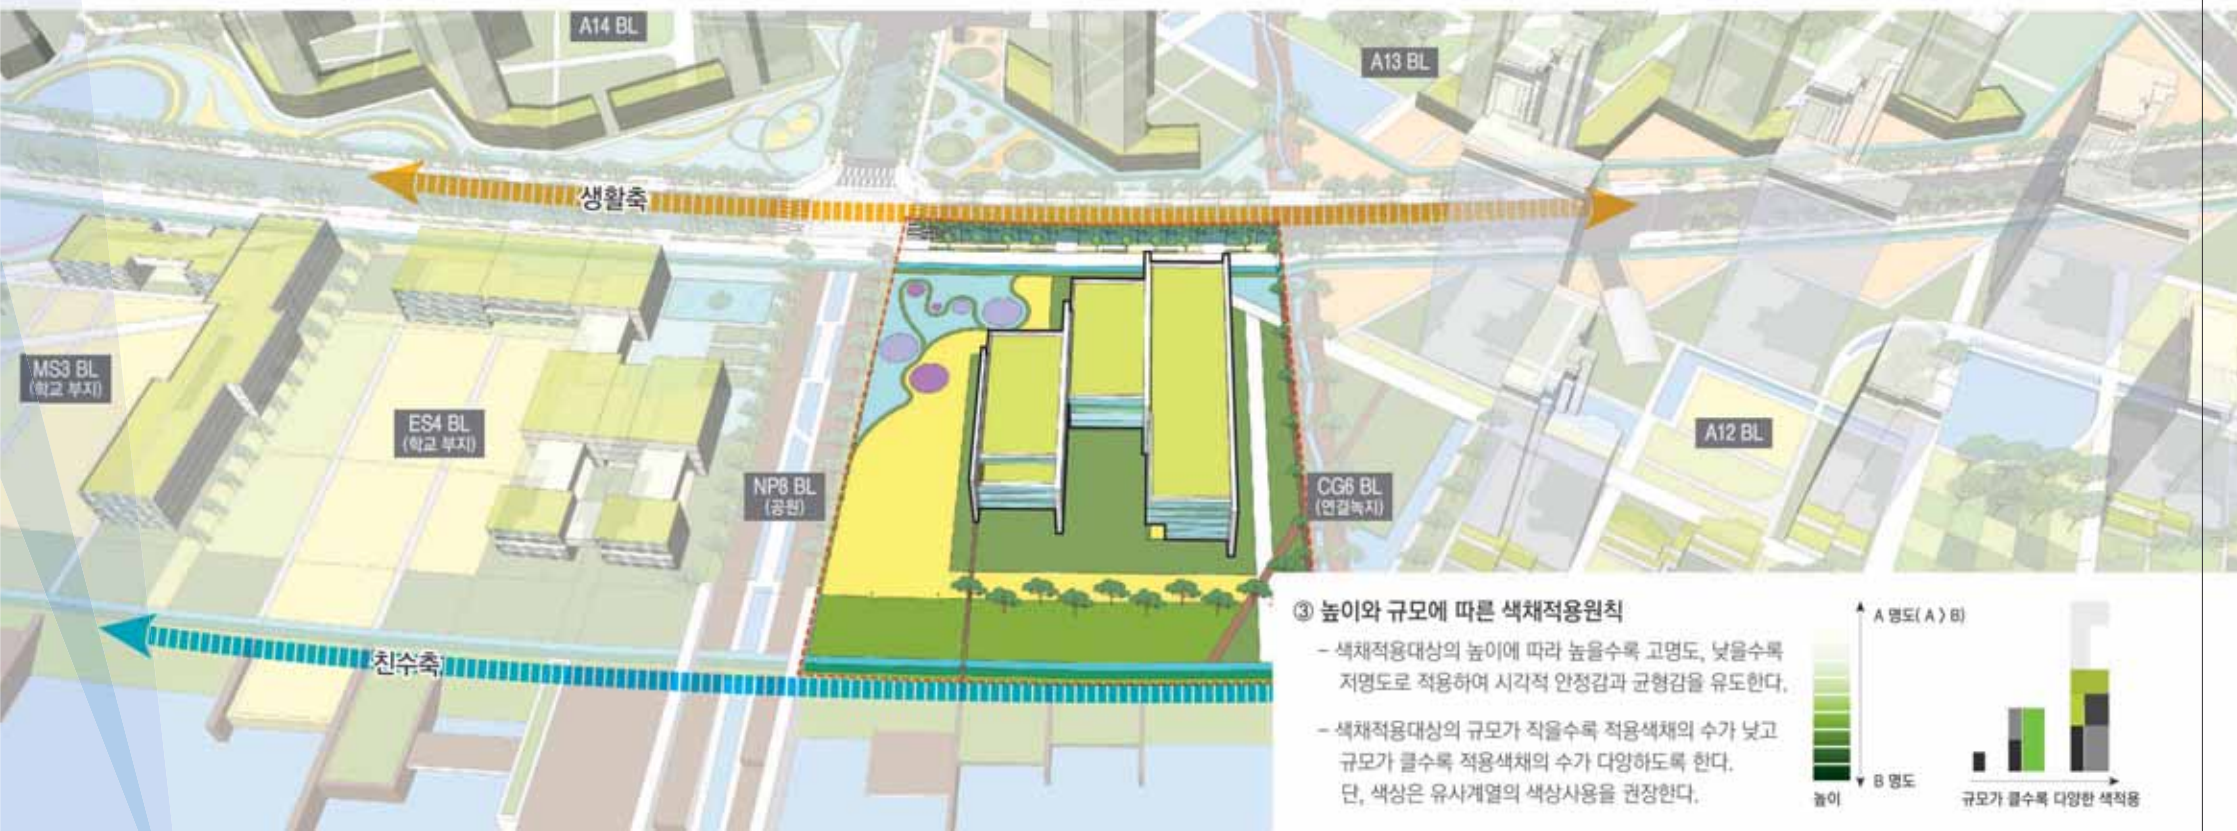 A14 BL
A13 BL
생활축
MS3 BL
(학교 부지)
ES4 BL
(학교 부지)
A12 BL
NP8 BL
(공원)
CG6 BL
(연결녹지)
친수축
③ 높이와 규모에 따른 색채적용원칙
– 색채적용대상의 높이에 따라 높을수록 고명도, 낮을수록
저명도로 적용하여 시각적 안정감과 균형감을 유도한다.
– 색채적용대상의 규모가 작을수록 적용색채의 수가 낮고
규모가 클수록 적용색채의 수가 다양하도록 한다.
단, 색상은 유사계열의 색상사용을 권장한다.
A 명도( A > B)
B 명도
높이
규모가 클수록 다양한 색적용